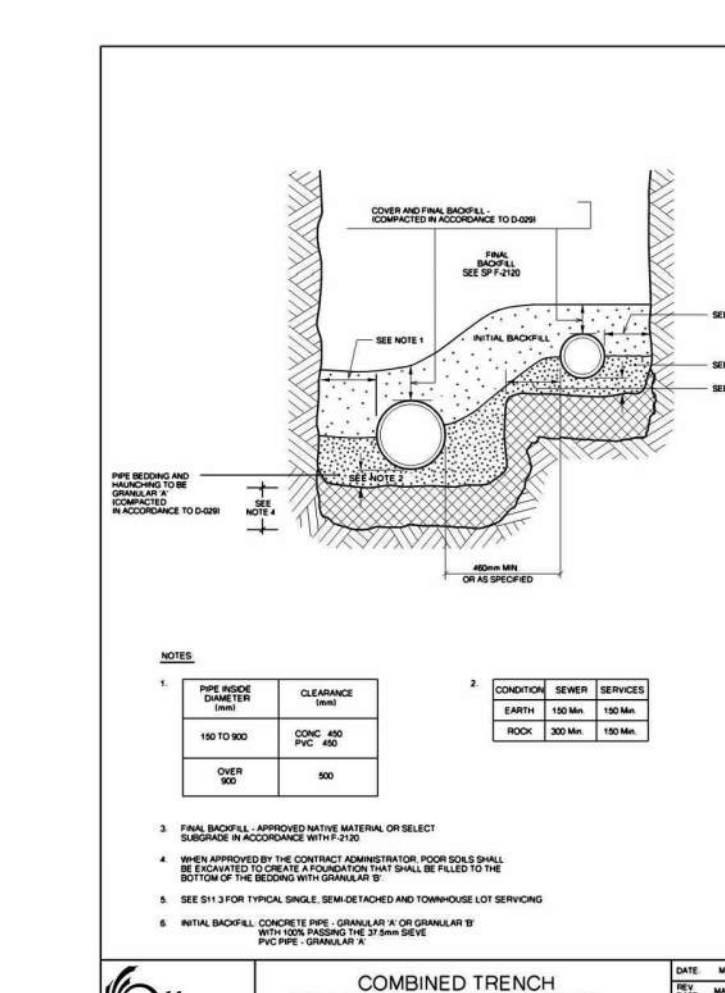 COVER AND FINAL BACKFILL -
(COMPACTED IN ACCORDANCE TO D-029)
FINAL
BACKFILL
SEE SP F-2120
SEE NOTE 1
INITIAL BACKFILL
PIPE BEDDING AND
HAUNCHING TO BE
GRANULAR 'A'
(COMPACTED
IN ACCORDANCE TO D-029)
SEE NOTE 2
SEE
NOTE 4
460mm MIN.
OR AS SPECIFIED
NOTES:
1.
PIPE INSIDE
DIAMETER
(mm)
CLEARANCE
(mm)
150 TO 900
CONC 450
PVC 450
OVER
900
500
2.
CONDITION SEWER SERVICES
EARTH 150 Min. 150 Min.
ROCK 300 Min. 150 Min.
3. FINAL BACKFILL - APPROVED NATIVE MATERIAL OR SELECT
SUBGRADE IN ACCORDANCE WITH F-2120
4. WHEN APPROVED BY THE CONTRACT ADMINISTRATOR, POOR SOILS SHALL
BE EXCAVATED TO CREATE A FOUNDATION THAT SHALL BE FILLED TO THE
BOTTOM OF THE BEDDING WITH GRANULAR 'B'
5. SEE S11.3 FOR TYPICAL SINGLE, SEMI-DETACHED AND TOWNHOUSE LOT SERVICING
6. INITIAL BACKFILL: CONCRETE PIPE - GRANULAR 'A' OR GRANULAR 'B'
WITH 100% PASSING THE 37.5mm SIEVE
PVC PIPE - GRANULAR 'A'
COMBINED TRENCH
DATE:
REV.